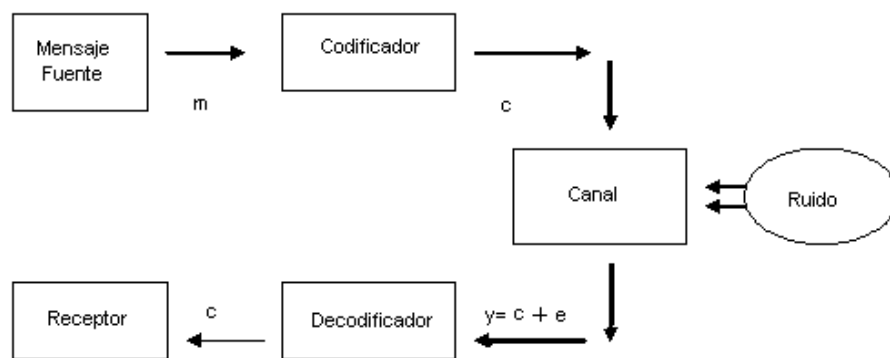 Mensaje
Fuente
m
Codificador
c
Canal
Ruido
y= c + e
Decodificador
c
Receptor